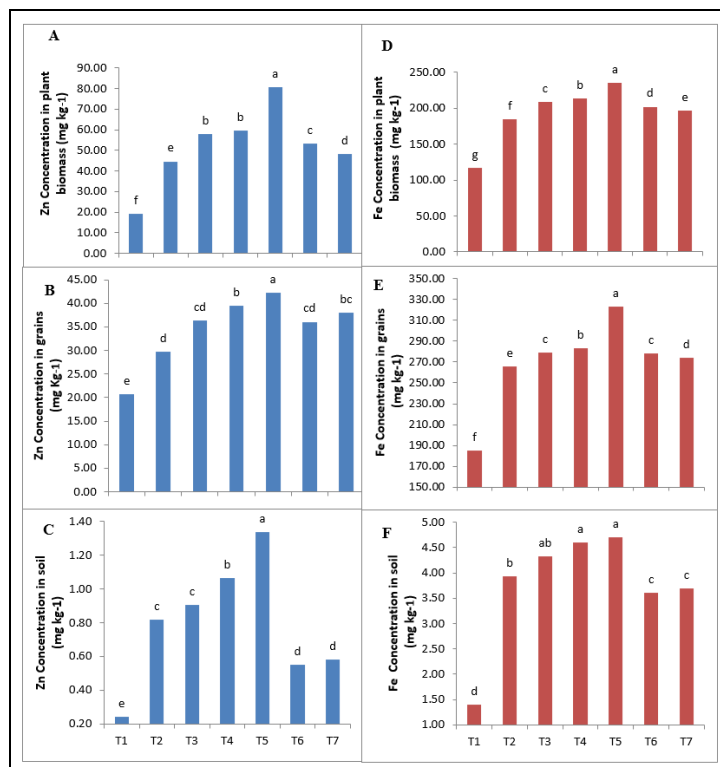 A
Zn Concentration in plant
biomass (mg kg-1)
90.00
80.00
70.00
60.00
50.00
40.00
30.00
20.00
10.00
0.00
f
e
b
b
a
c
d
D
Fe Concentration in plant
biomass (mg kg-1)
250.00
200.00
150.00
100.00
50.00
0.00
g
f
c
b
a
d
e
B
Zn Concentration in grains
(mg Kg-1)
45.00
40.00
35.00
30.00
25.00
20.00
15.00
10.00
5.00
0.00
e
d
cd
b
a
cd
bc
E
Fe Concentration in grains
(mg kg-1)
350.00
330.00
310.00
290.00
270.00
250.00
230.00
210.00
190.00
170.00
150.00
f
e
c
b
a
c
d
C
Zn Concentration in soil
(mg kg-1)
1.40
1.20
1.00
0.80
0.60
0.40
0.20
e
c
c
b
a
d
d
T1 T2 T3 T4 T5 T6 T7
F
Fe Concentration in soil
(mg kg-1)
5.00
4.50
4.00
3.50
3.00
2.50
2.00
1.50
1.00
d
b
ab
a
a
c
c
T1 T2 T3 T4 T5 T6 T7